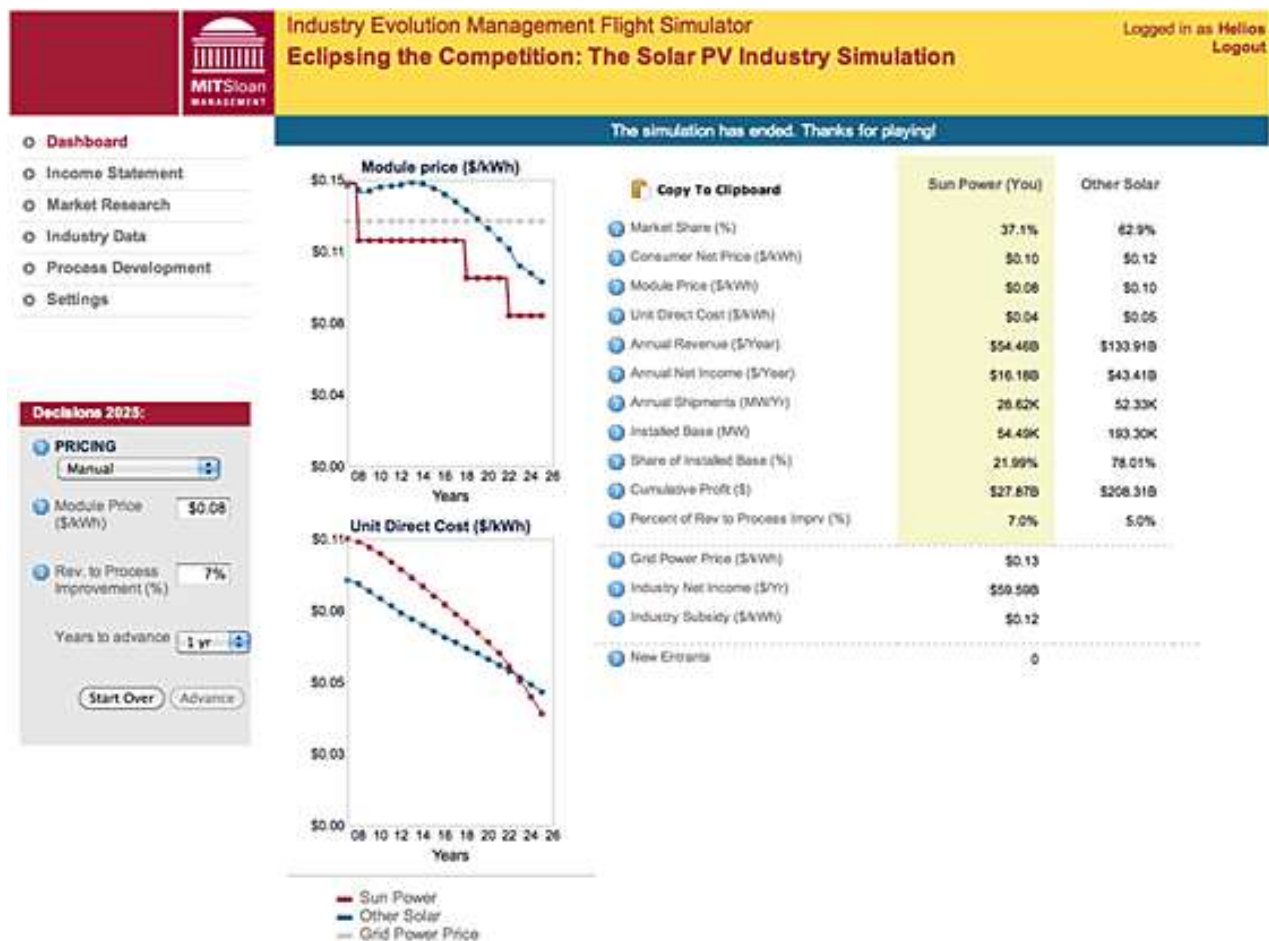 MITSloan
MANAGEMENT
Industry Evolution Management Flight Simulator
Eclipsing the Competition: The Solar PV Industry Simulation
Logged in as Helios
Logout
The simulation has ended. Thanks for playing!
Dashboard
Income Statement
Market Research
Industry Data
Process Development
Settings
Decisions 2025:
PRICING
Manual
Module Price ($/kWh) $0.08
Rev. to Process Improvement (%) 7%
Years to advance 1 yr
Start Over Advance
Module price ($/kWh)
$0.15
$0.11
$0.08
$0.04
$0.00
08 10 12 14 16 18 20 22 24 26
Years
Unit Direct Cost ($/kWh)
$0.11
$0.08
$0.05
$0.03
$0.00
08 10 12 14 16 18 20 22 24 26
Years
Sun Power
Other Solar
Grid Power Price
Copy To Clipboard Sun Power (You) Other Solar
Market Share (%) 37.1% 62.9%
Consumer Net Price ($/kWh) $0.10 $0.12
Module Price ($/kWh) $0.08 $0.10
Unit Direct Cost ($/kWh) $0.04 $0.05
Annual Revenue ($/Year) $54.46B $133.91B
Annual Net Income ($/Year) $16.18B $43.41B
Annual Shipments (MW/Yr) 26.62K 52.33K
Installed Base (MW) 54.49K 193.30K
Share of Installed Base (%) 21.99% 78.01%
Cumulative Profit ($) $27.87B $208.31B
Percent of Rev to Process Imprv (%) 7.0% 5.0%
Grid Power Price ($/kWh) $0.13
Industry Net Income ($/Yr) $59.59B
Industry Subsidy ($/kWh) $0.12
New Entrants 0